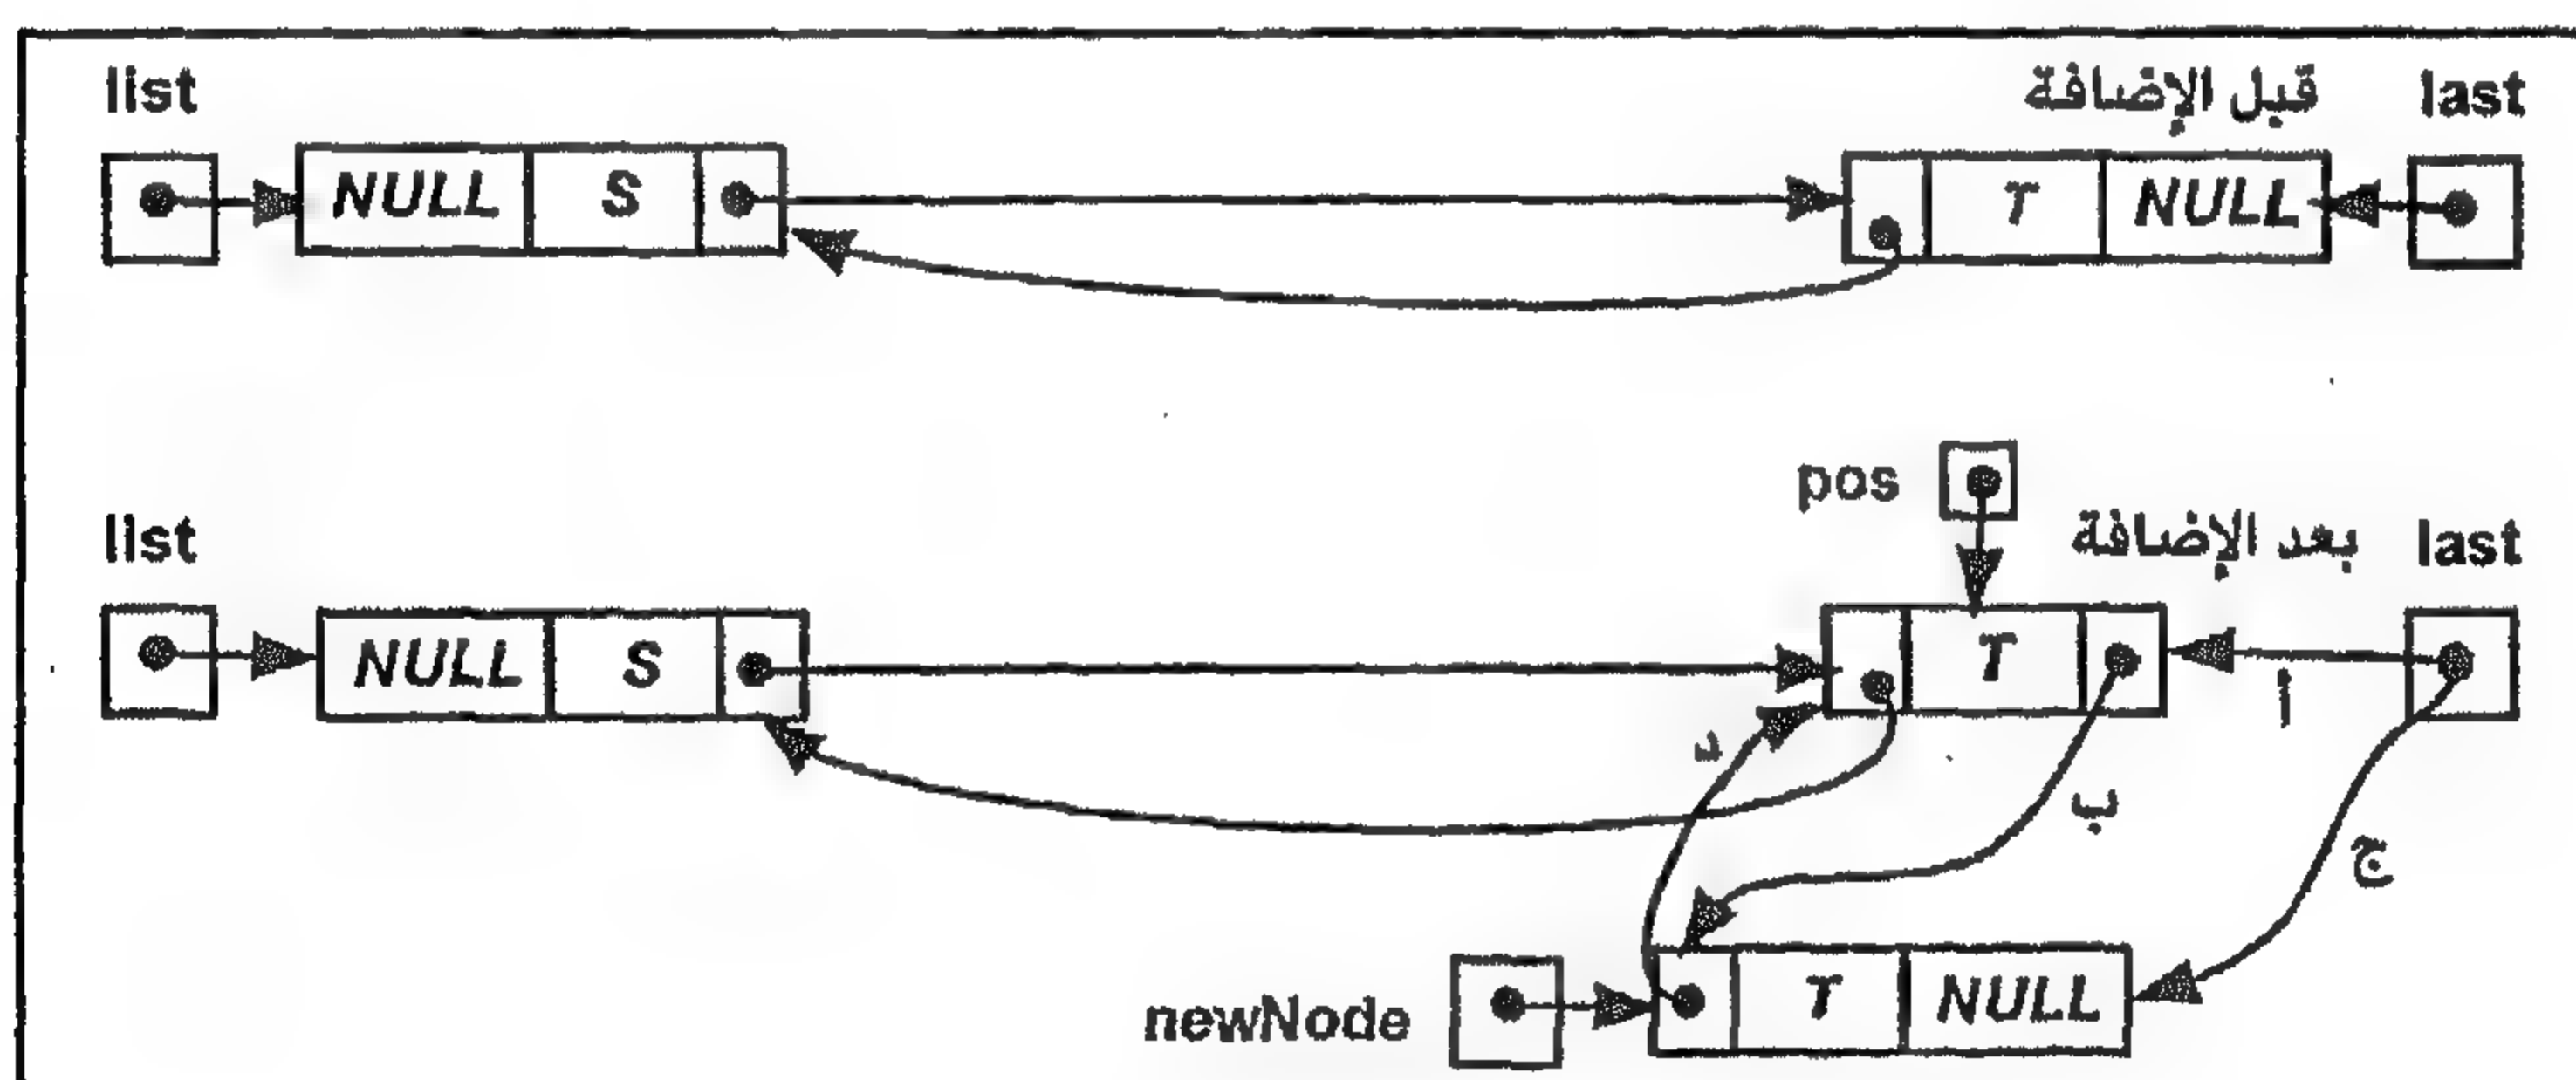 list قبل الإضافة last
NULL S T NULL
pos
list بعد الإضافة last
NULL S T أ
د
ب
ج
newNode T NULL